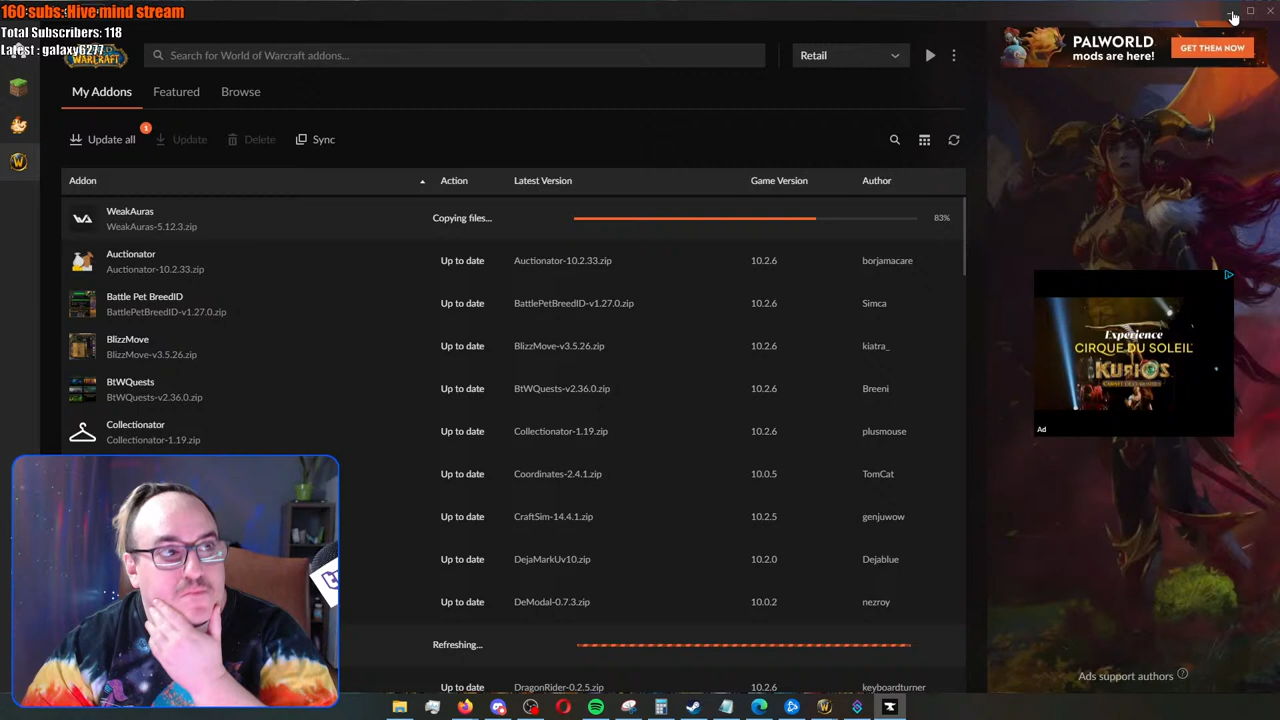 160 subs:Hive mind stream
Total Subscribers: 118
Latest : galaxy6277
WARCRAFT
Search for World of Warcraft addons...
Retail
PALWORLD
mods are here!
GET THEM NOW
My Addons
Featured
Browse
Update all
1
Update
Delete
Sync
Addon
Action
Latest Version
Game Version
Author
WeakAuras
WeakAuras-5.12.3.zip
Copying files...
83%
Auctionator
Auctionator-10.2.33.zip
Up to date
Auctionator-10.2.33.zip
10.2.6
borjamacare
Battle Pet BreedID
BattlePetBreedID-v1.27.0.zip
Up to date
BattlePetBreedID-v1.27.0.zip
10.2.6
Simca
BlizzMove
BlizzMove-v3.5.26.zip
Up to date
BlizzMove-v3.5.26.zip
10.2.6
kiatra_
BtWQuests
BtWQuests-v2.36.0.zip
Up to date
BtWQuests-v2.36.0.zip
10.2.6
Breeni
Collectionator
Collectionator-1.19.zip
Up to date
Collectionator-1.19.zip
10.2.6
plusmouse
Up to date
Coordinates-2.4.1.zip
10.0.5
TomCat
Up to date
CraftSim-14.4.1.zip
10.2.5
genjuwow
Up to date
DejaMarkUv10.zip
10.2.0
Dejablue
Up to date
DeModal-0.7.3.zip
10.0.2
nezroy
Refreshing...
Up to date
DragonRider-0.2.5.zip
10.2.6
keyboardturner
Experience
CIRQUE DU SOLEIL
KURIOS
Ad
Ads support authors